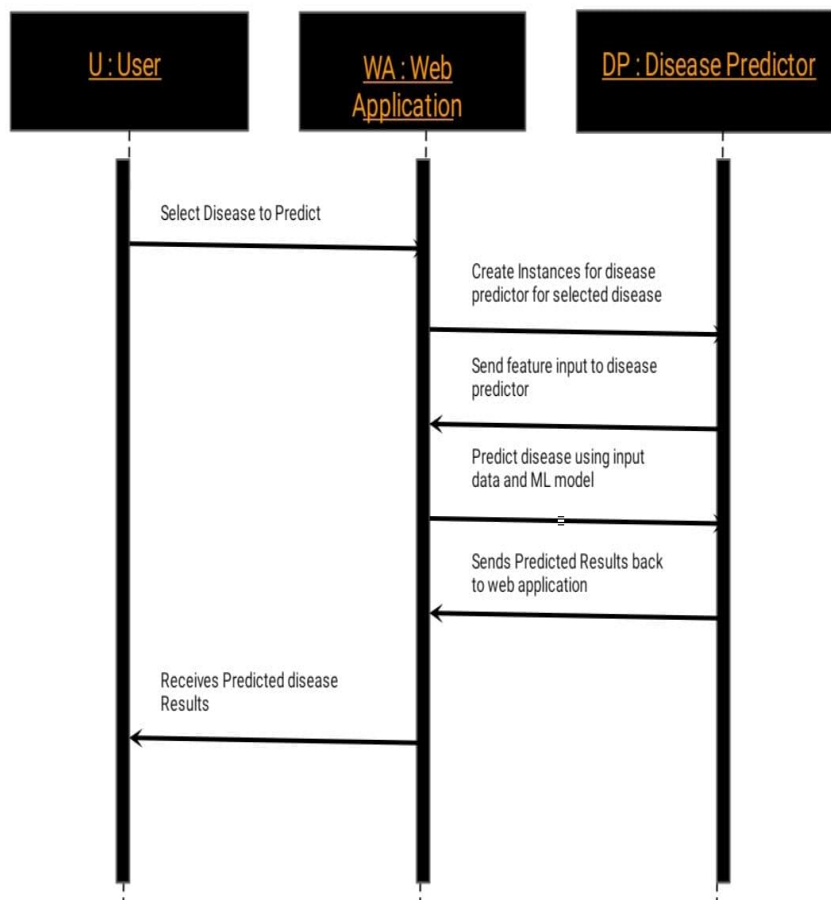 U : User
WA : Web
Application
DP : Disease Predictor
Select Disease to Predict
Create Instances for disease
predictor for selected disease
Send feature input to disease
predictor
Predict disease using input
data and ML model
Sends Predicted Results back
to web application
Receives Predicted disease
Results